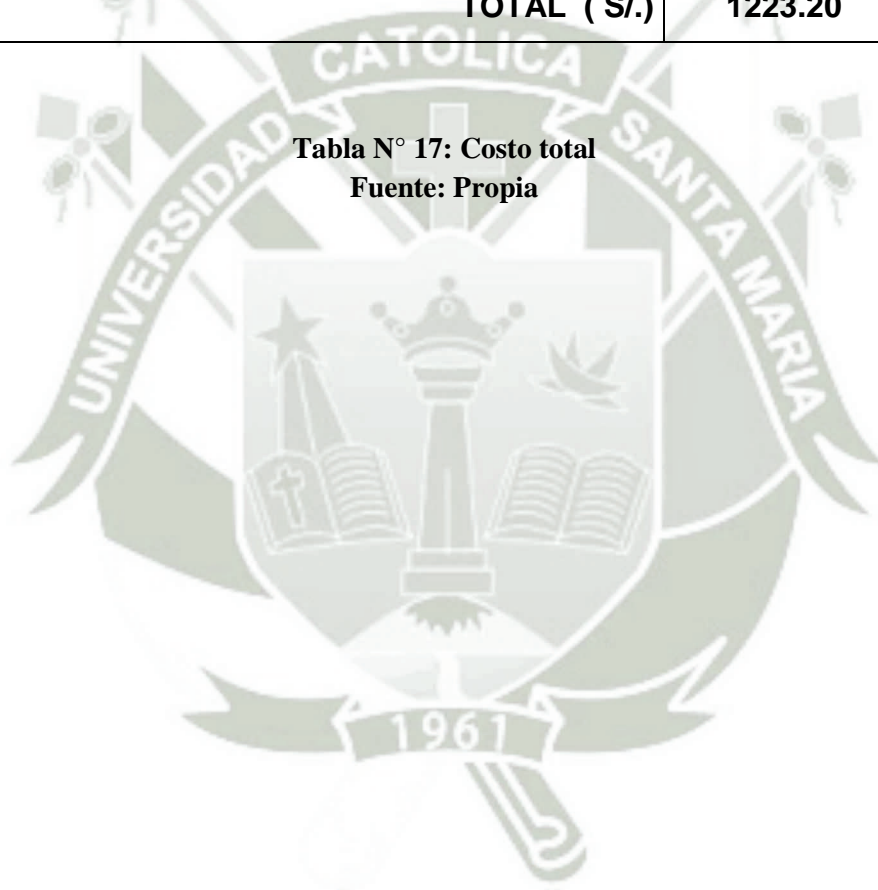 TOTAL ( S/.) 1223.20
Tabla N° 17: Costo total
Fuente: Propia
UNIVERSIDAD CATOLICA SANTA MARIA
1961